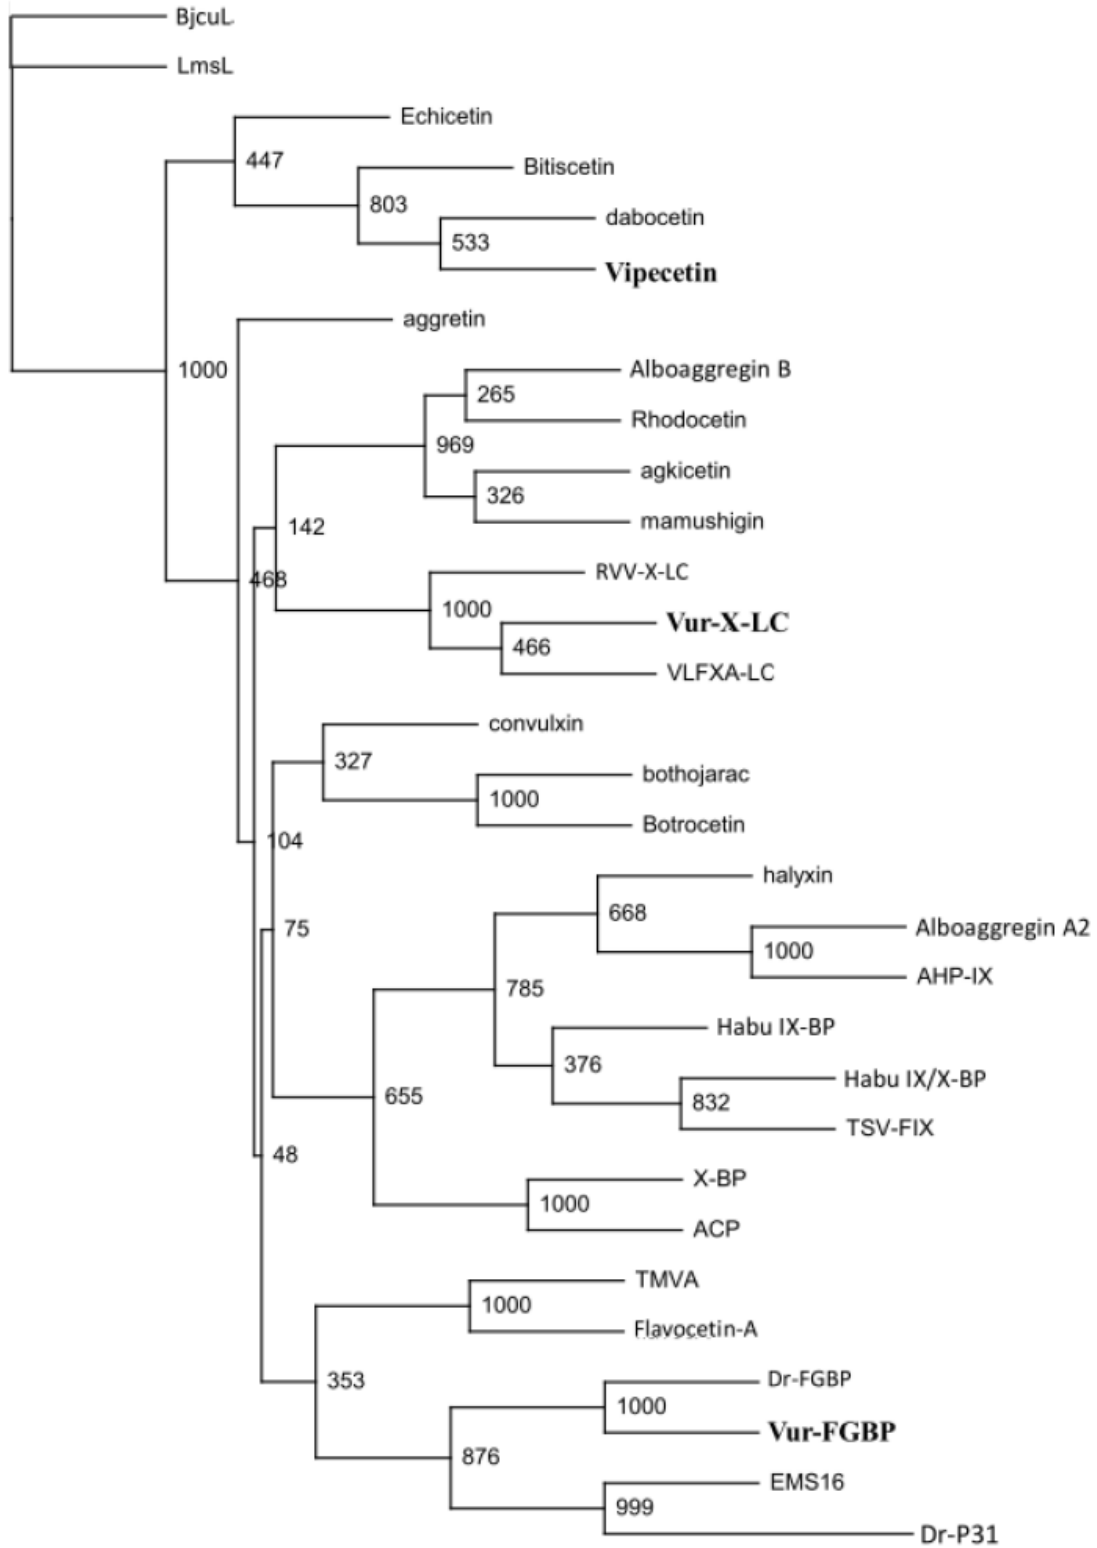 BjcuL
LmsL
Echicetin
447
Bitiscetin
803
dabocetin
533
Vipecetin
aggretin
1000
Alboaggregin B
265
Rhodocetin
969
agkicetin
326
mamushigin
142
RVV-X-LC
468
1000
Vur-X-LC
466
VLFXA-LC
convulxin
327
bothojarac
1000
Botrocetin
104
halyxin
668
75
Alboaggregin A2
1000
AHP-IX
785
Habu IX-BP
376
Habu IX/X-BP
655
832
TSV-FIX
48
X-BP
1000
ACP
TMVA
1000
Flavocetin-A
353
Dr-FGBP
1000
Vur-FGBP
876
EMS16
999
Dr-P31